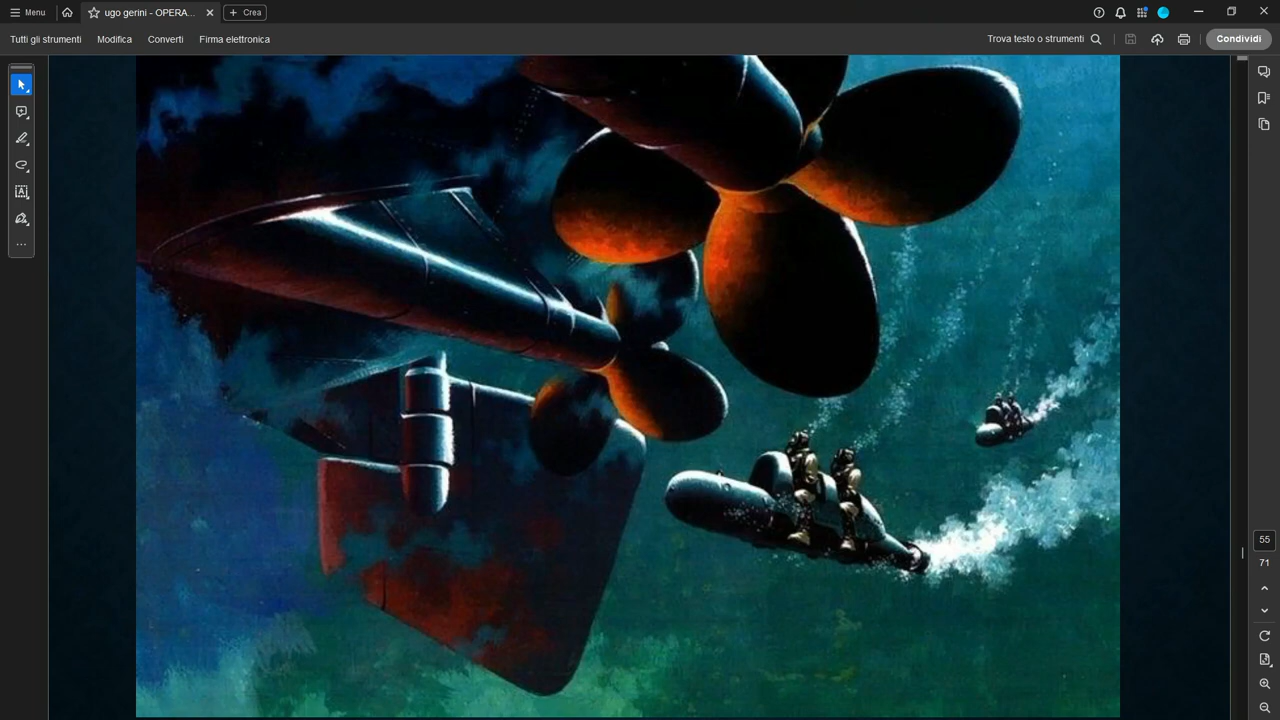 Menu
ugo gerini - OPERA...
Crea
Tutti gli strumenti
Modifica
Converti
Firma elettronica
Trova testo o strumenti
Condividi
55
71